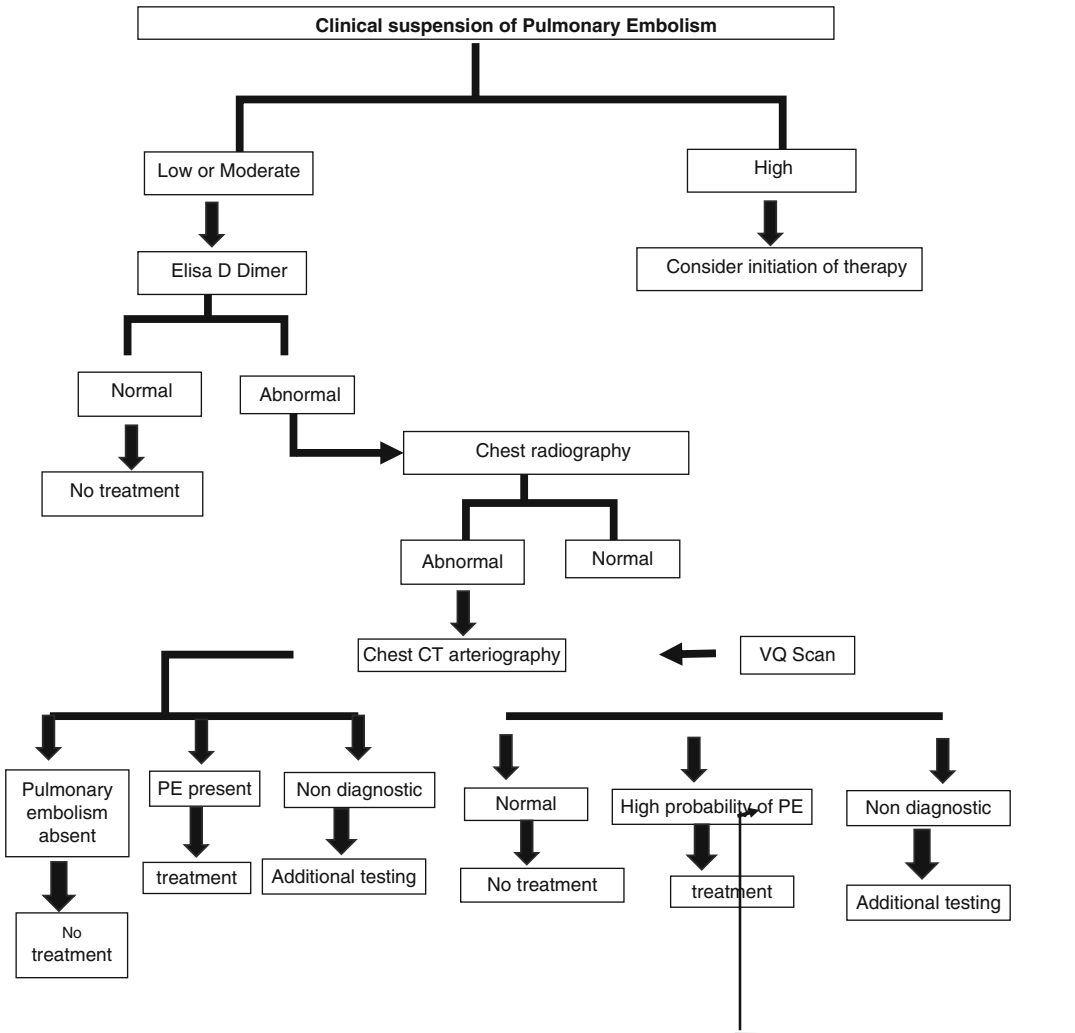 Clinical suspension of Pulmonary Embolism
Low or Moderate
High
Elisa D Dimer
Consider initiation of therapy
Normal
Abnormal
Chest radiography
No treatment
Abnormal
Normal
Chest CT arteriography
VQ Scan
Pulmonary
embolism
absent
PE present
Non diagnostic
Normal
High probability of PE
Non diagnostic
treatment
Additional testing
No treatment
treatment
Additional testing
No
treatment